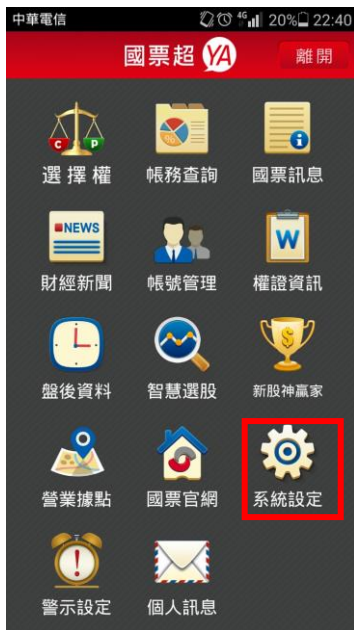 中華電信 4G 20% 22:40
國票超 YA 離開
C P
選擇權 帳務查詢 國票訊息
NEWS W
財經新聞 帳號管理 權證資訊
$
盤後資料 智慧選股 新股神贏家
營業據點 國票官網 系統設定
警示設定 個人訊息